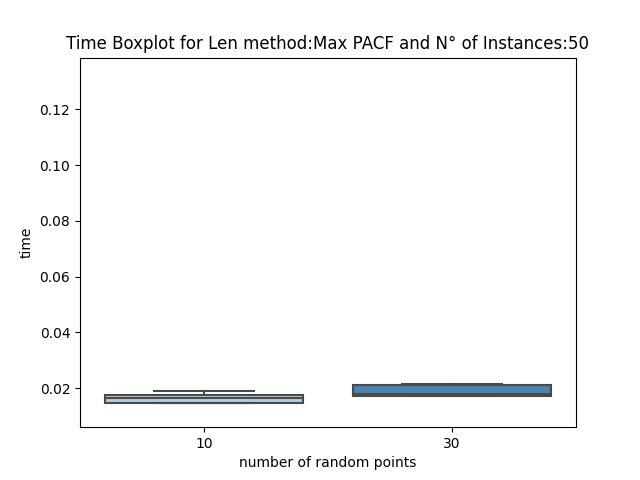 Time Boxplot for Len method:Max PACF and N° of Instances:50
0.12
0.10
0.08
0.06
0.04
0.02
time
10 30
number of random points